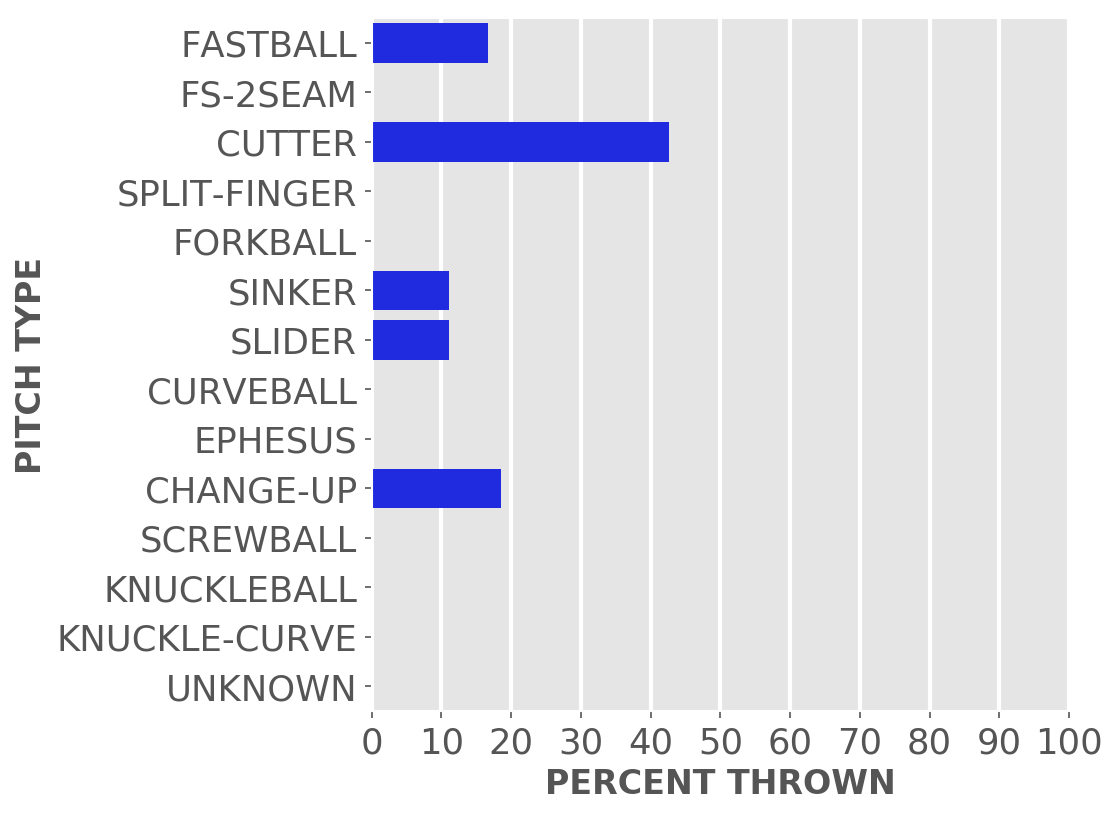 FASTBALL
FS-2SEAM
CUTTER
SPLIT-FINGER
FORKBALL
SINKER
SLIDER
CURVEBALL
EPHESUS
CHANGE-UP
SCREWBALL
KNUCKLEBALL
KNUCKLE-CURVE
UNKNOWN
PITCH TYPE
0 10 20 30 40 50 60 70 80 90 100
PERCENT THROWN